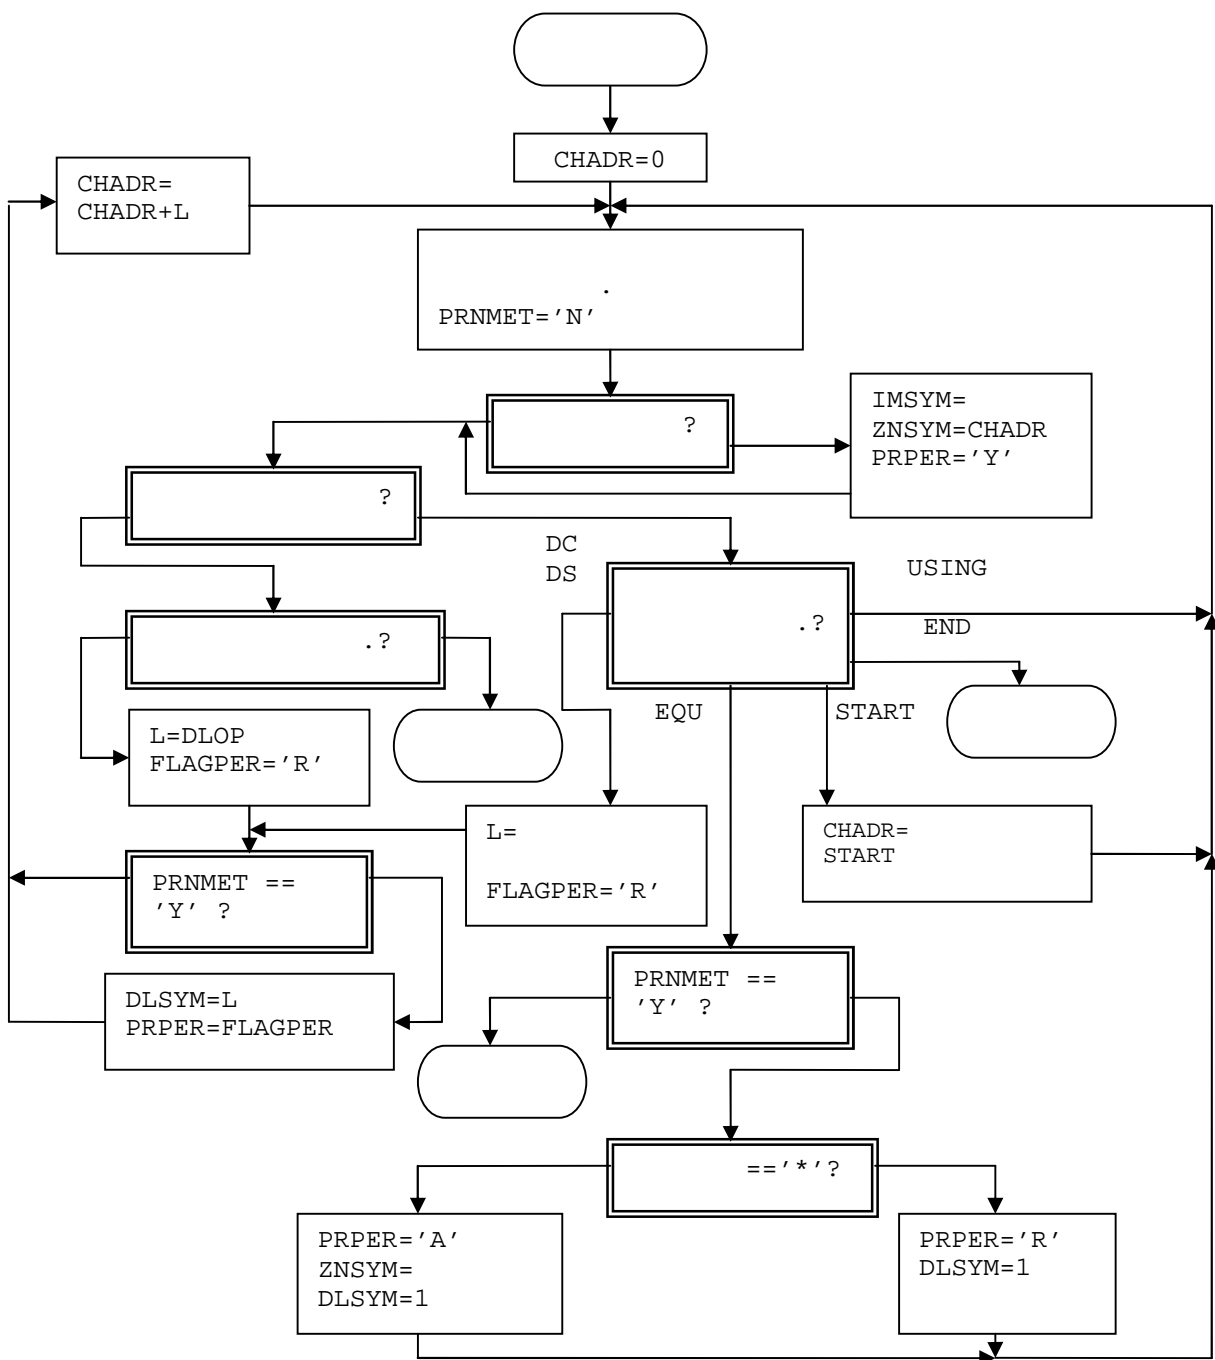 CHADR=0
CHADR=
CHADR+L
.
PRNMET='N'
?
IMSYM=
ZNSYM=CHADR
PRPER='Y'
?
DC
DS
USING
.?
END
.?
EQU
START
L=DLOP
FLAGPER='R'
L=
FLAGPER='R'
CHADR=
START
PRNMET ==
'Y' ?
PRNMET ==
'Y' ?
DLSYM=L
PRPER=FLAGPER
=='*'?
PRPER='A'
ZNSYM=
DLSYM=1
PRPER='R'
DLSYM=1